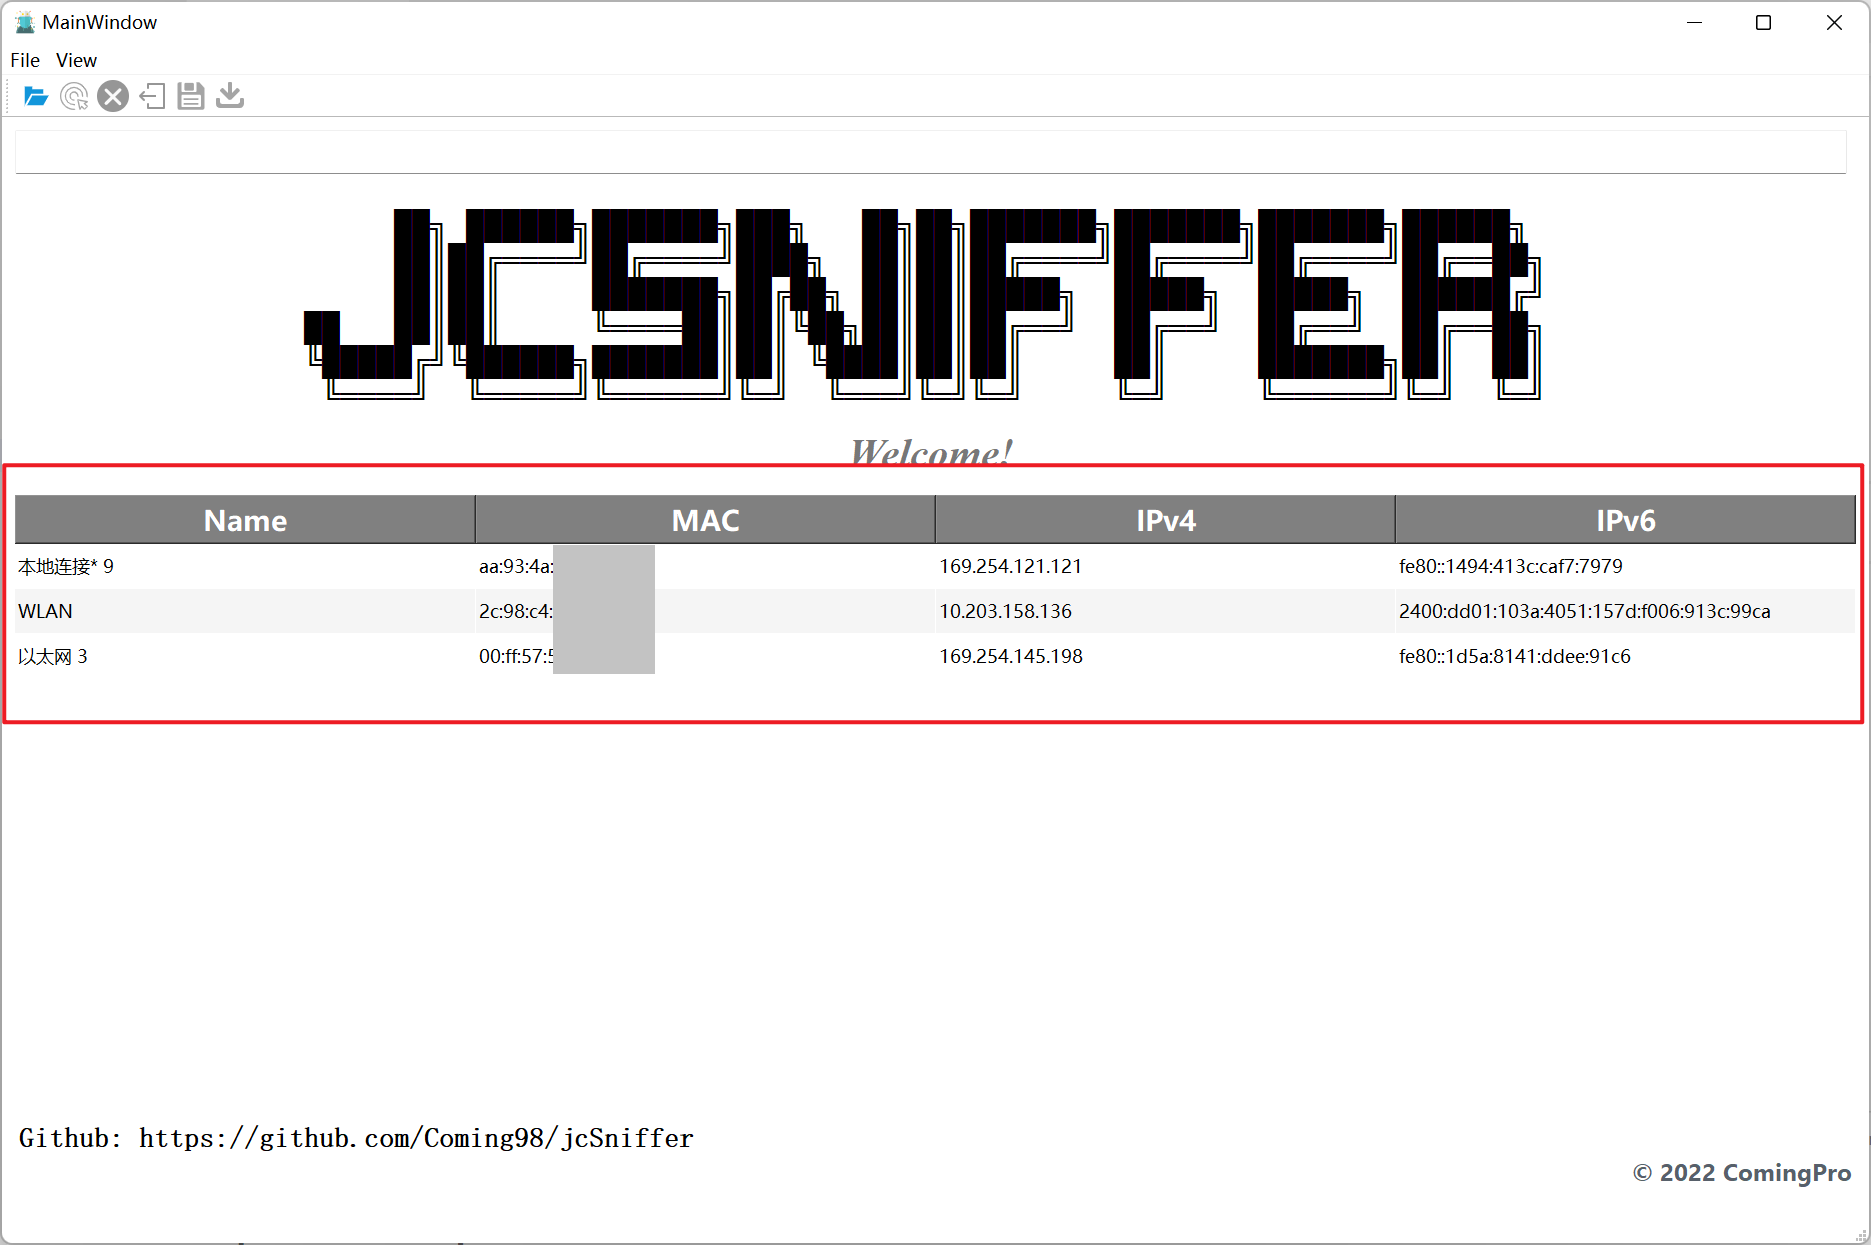 MainWindow
File View
JCSNIFFER
Welcome!
Name MAC IPv4 IPv6
本地连接* 9 aa:93:4a: 169.254.121.121 fe80::1494:413c:caf7:7979
WLAN 2c:98:c4: 10.203.158.136 2400:dd01:103a:4051:157d:f006:913c:99ca
以太网 3 00:ff:57:5 169.254.145.198 fe80::1d5a:8141:ddee:91c6
Github: https://github.com/Coming98/jcSniffer
© 2022 ComingPro